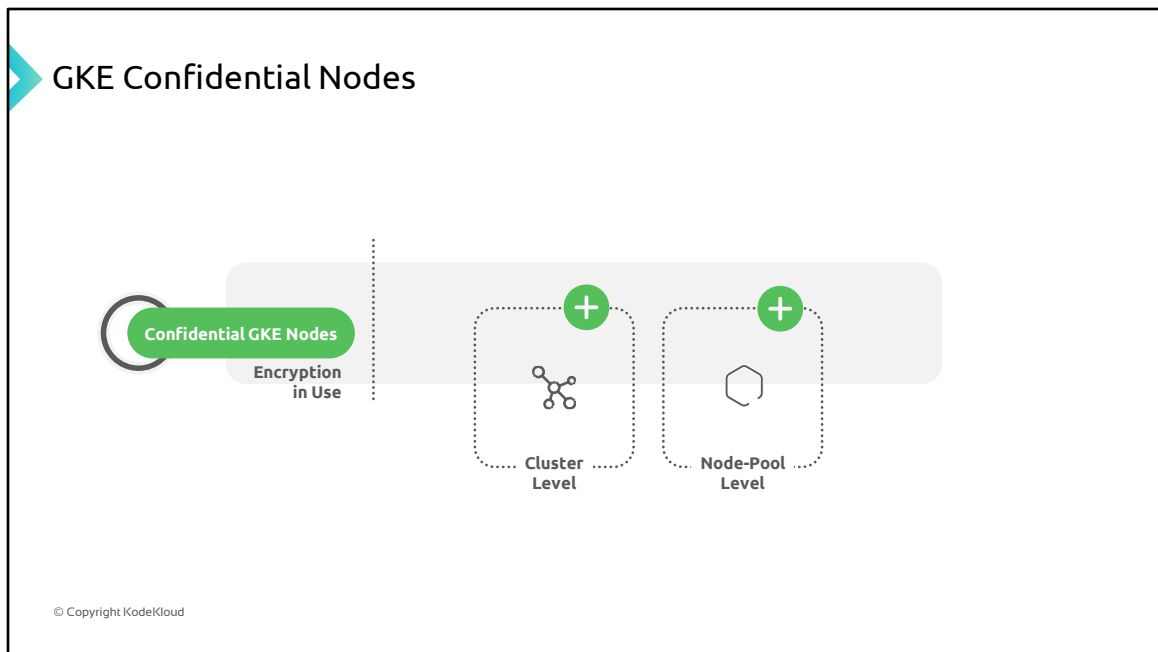 GKE Confidential Nodes
Confidential GKE Nodes
Encryption
in Use
Cluster
Level
Node-Pool
Level
© Copyright KodeKloud